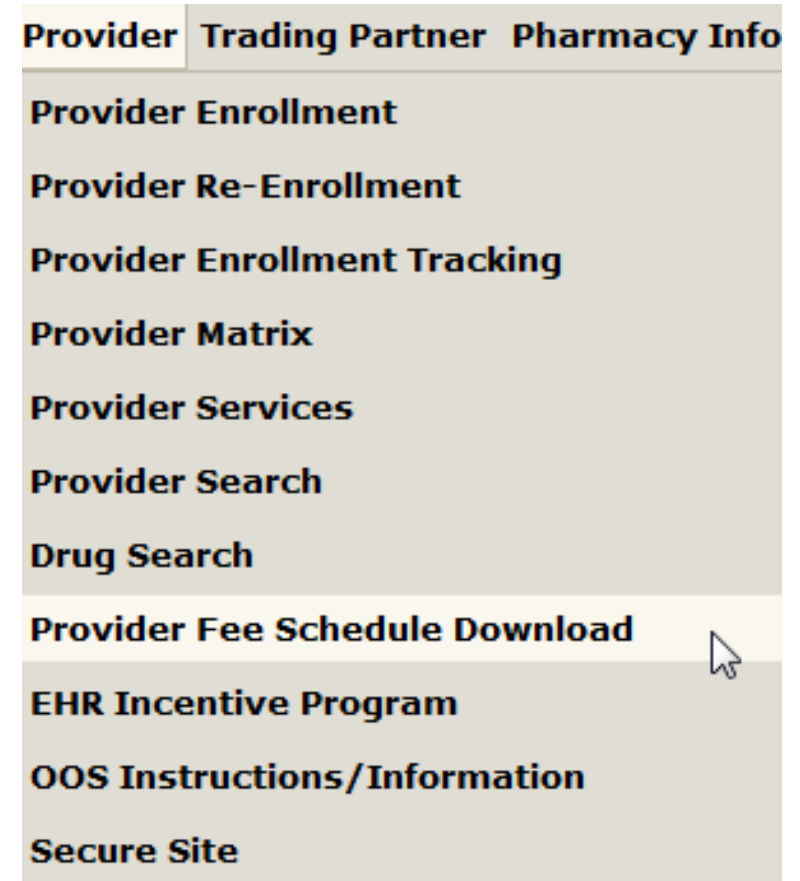 Provider Trading Partner Pharmacy Info
Provider Enrollment
Provider Re-Enrollment
Provider Enrollment Tracking
Provider Matrix
Provider Services
Provider Search
Drug Search
Provider Fee Schedule Download
EHR Incentive Program
OOS Instructions/Information
Secure Site